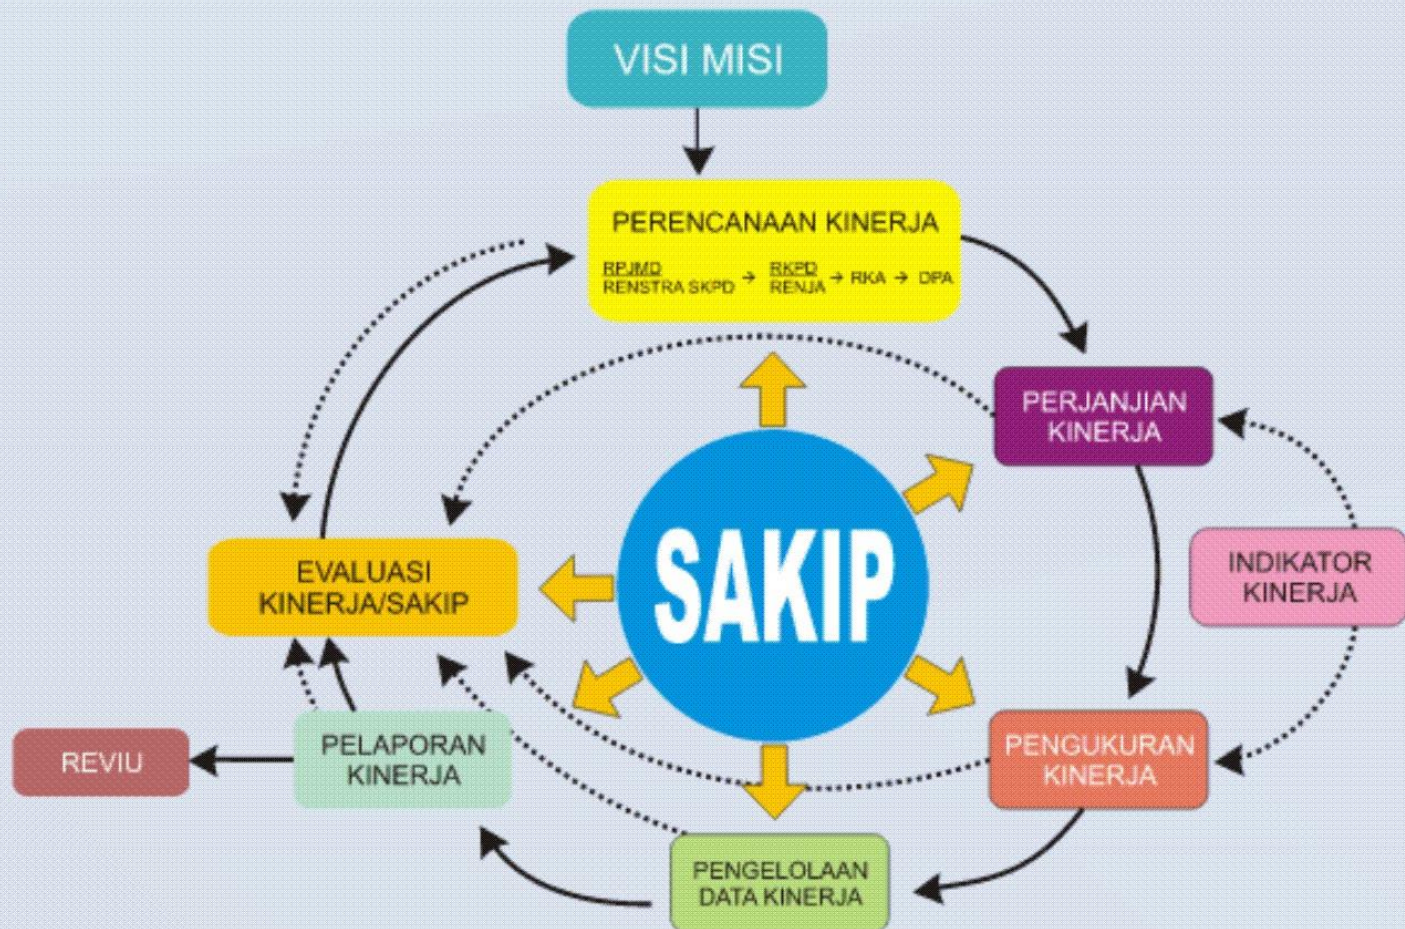 VISI MISI
PERENCANAAN KINERJA
RPJMD
RENSTRA SKPD → RKPD
RENJA → RKA → DPA
PERJANJIAN
KINERJA
INDIKATOR
KINERJA
SAKIP
EVALUASI
KINERJA/SAKIP
PENGUKURAN
KINERJA
PELAPORAN
KINERJA
REVIU
PENGELOLAAN
DATA KINERJA